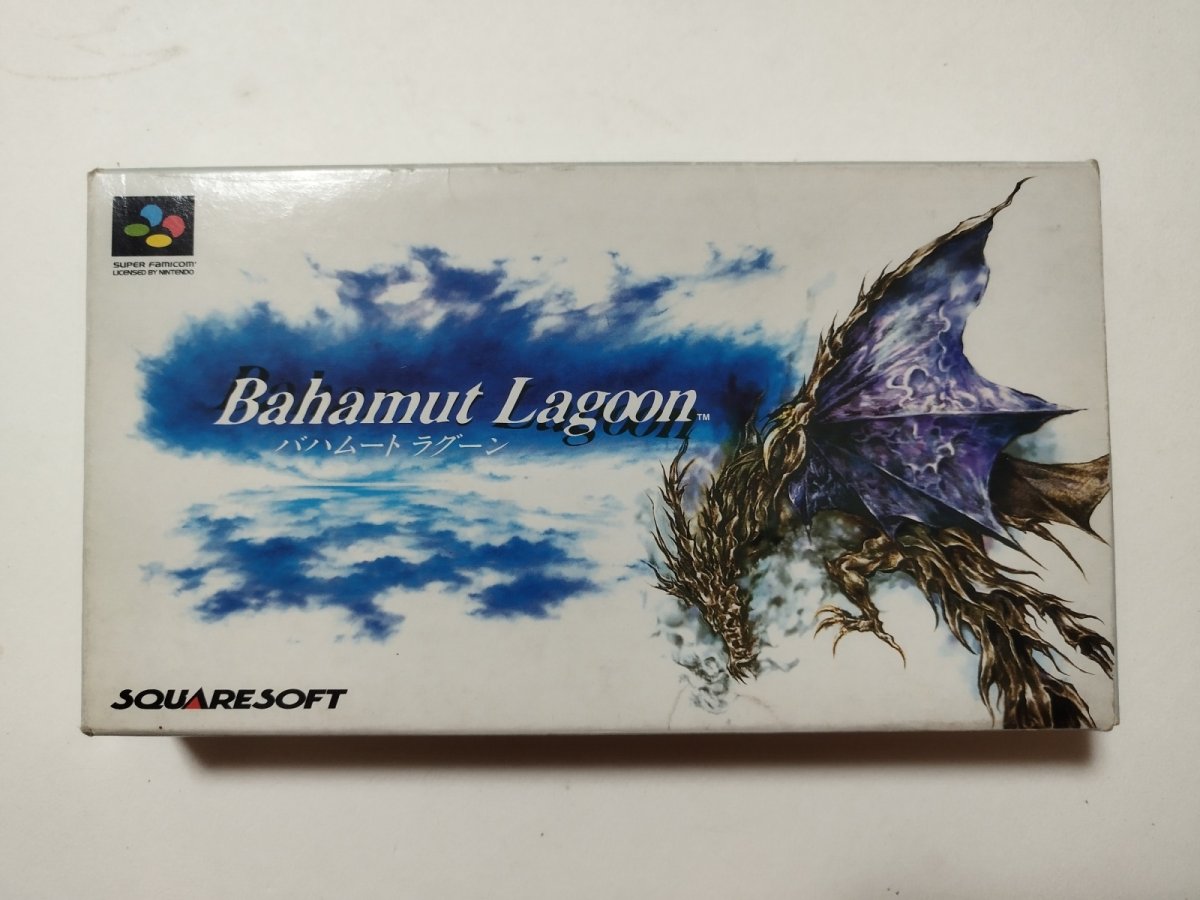 SUPER FAMICOM
LICENSED BY NINTENDO
Bahamut Lagoon™
バハムート ラグーン
SQUARESOFT